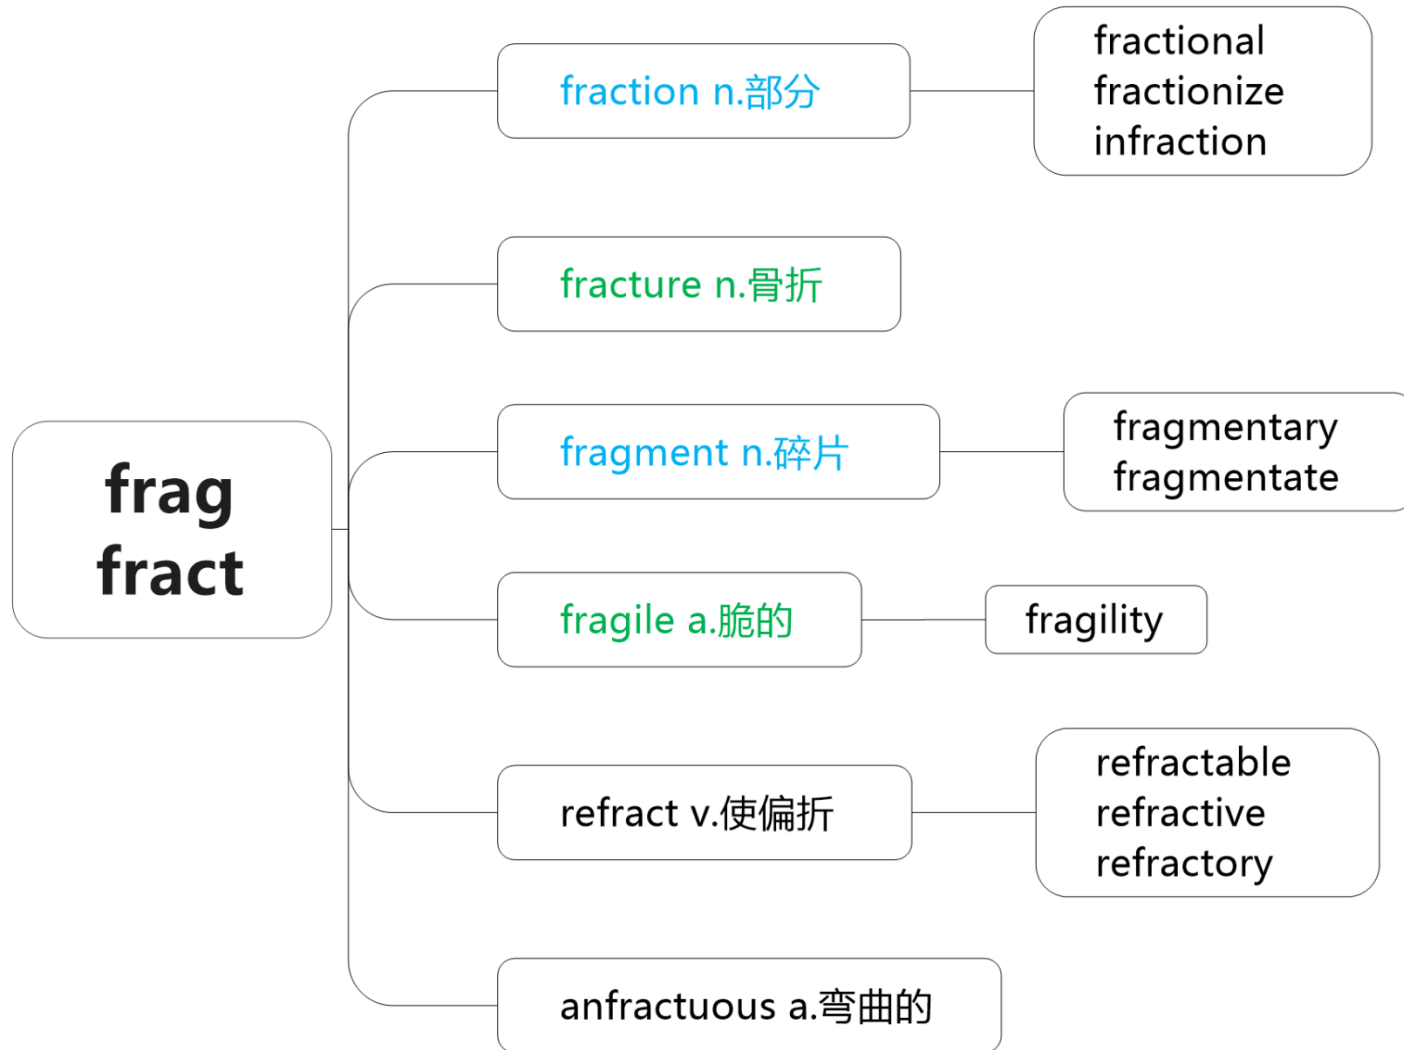 frag
fract
fraction n.部分
fractional
fractionize
infraction
fracture n.骨折
fragment n.碎片
fragmentary
fragmentate
fragile a.脆的
fragility
refract v.使偏折
refractable
refractive
refractory
anfractuous a.弯曲的